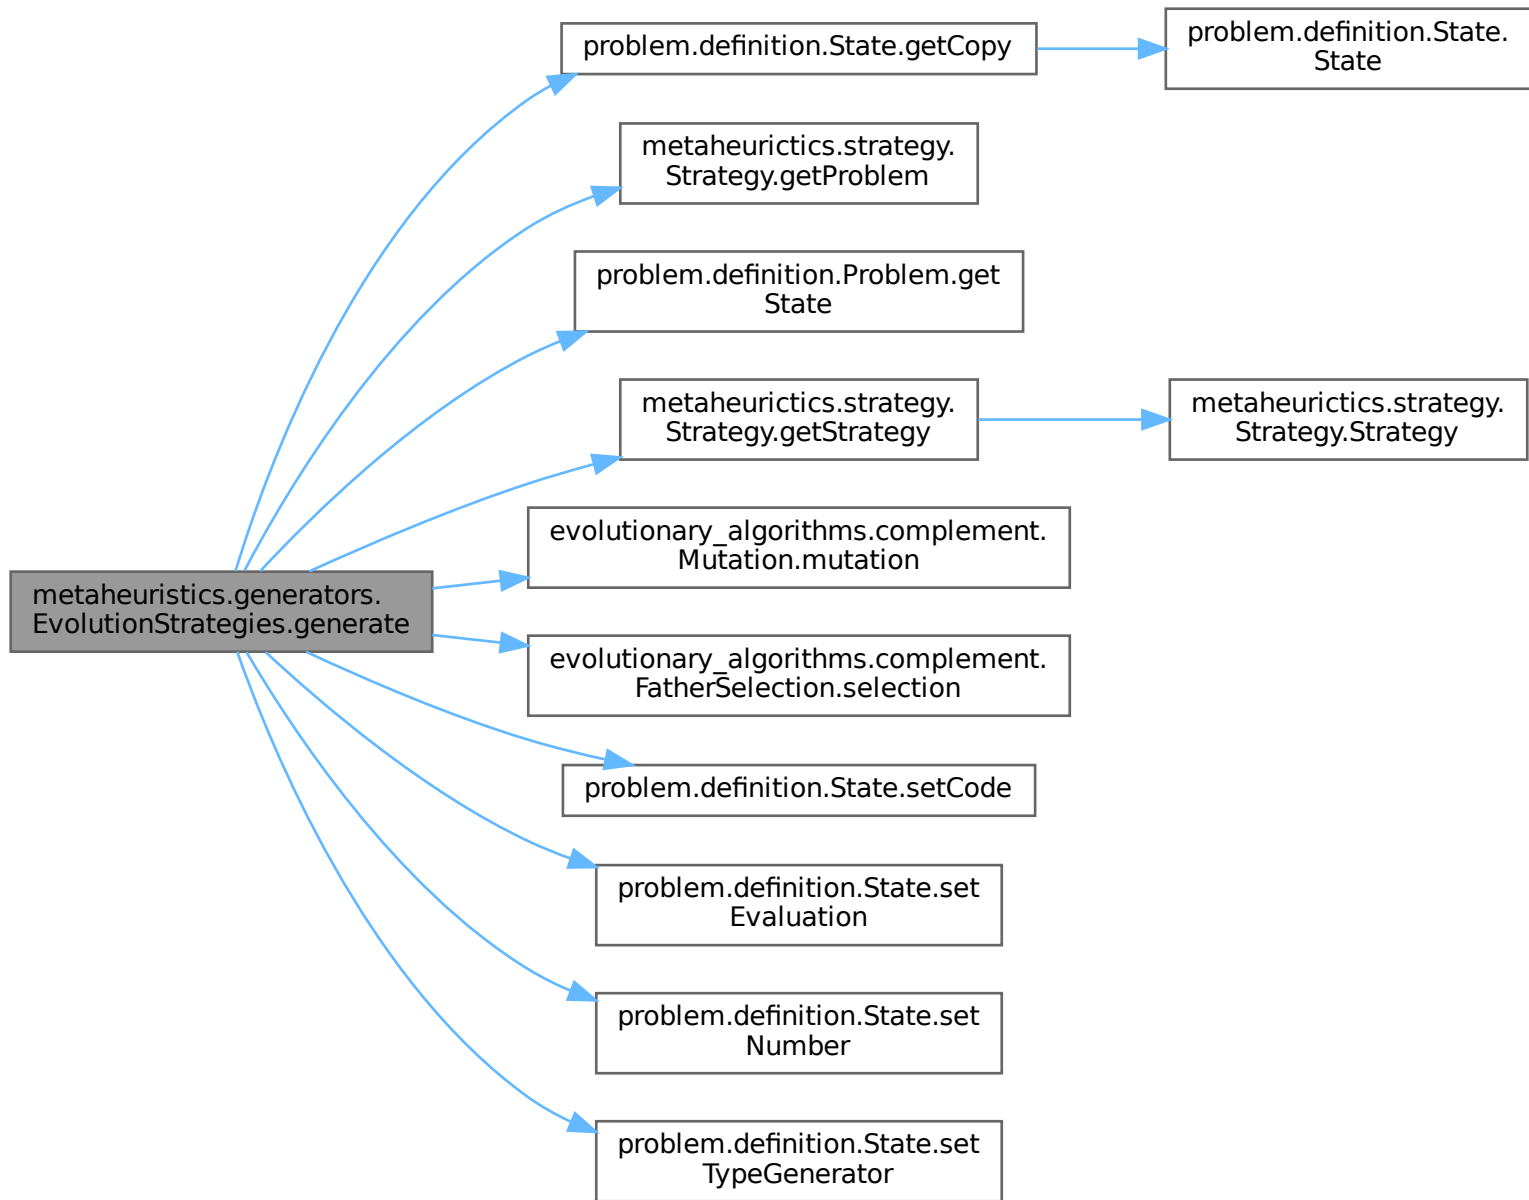 problem.definition.State.getCopy
problem.definition.State.
State
metaheurictics.strategy.
Strategy.getProblem
problem.definition.Problem.get
State
metaheurictics.strategy.
Strategy.getStrategy
metaheurictics.strategy.
Strategy.Strategy
evolutionary_algorithms.complement.
Mutation.mutation
metaheuristics.generators.
EvolutionStrategies.generate
evolutionary_algorithms.complement.
FatherSelection.selection
problem.definition.State.setCode
problem.definition.State.set
Evaluation
problem.definition.State.set
Number
problem.definition.State.set
TypeGenerator